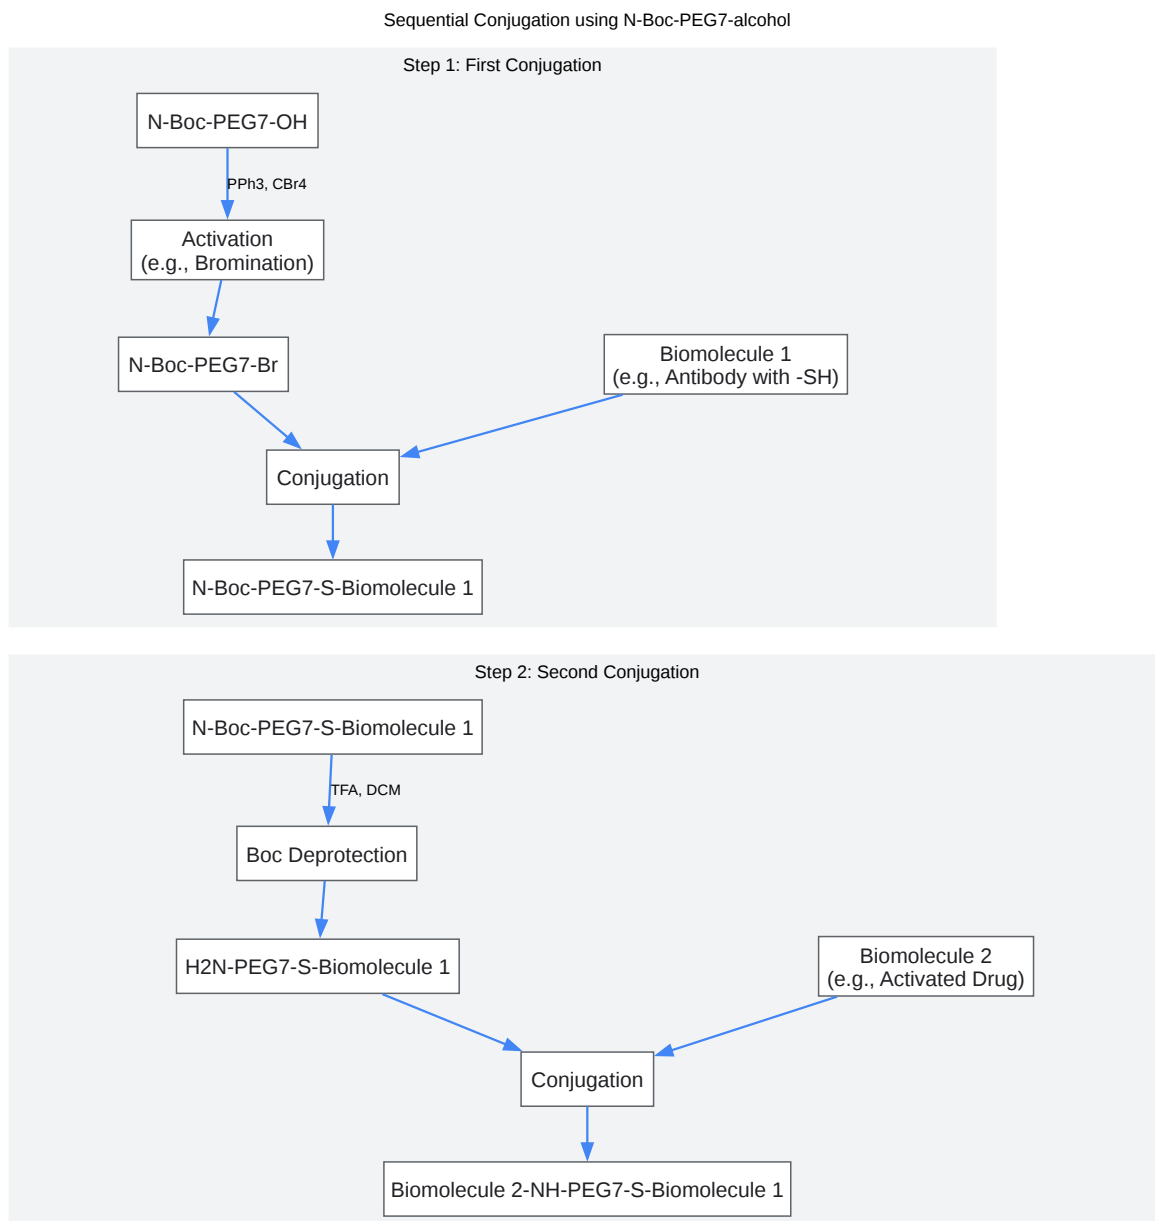 Sequential Conjugation using N-Boc-PEG7-alcohol
Step 1: First Conjugation
N-Boc-PEG7-OH
PPh3, CBr4
Activation
(e.g., Bromination)
N-Boc-PEG7-Br
Biomolecule 1
(e.g., Antibody with -SH)
Conjugation
N-Boc-PEG7-S-Biomolecule 1
Step 2: Second Conjugation
N-Boc-PEG7-S-Biomolecule 1
TFA, DCM
Boc Deprotection
H2N-PEG7-S-Biomolecule 1
Biomolecule 2
(e.g., Activated Drug)
Conjugation
Biomolecule 2-NH-PEG7-S-Biomolecule 1